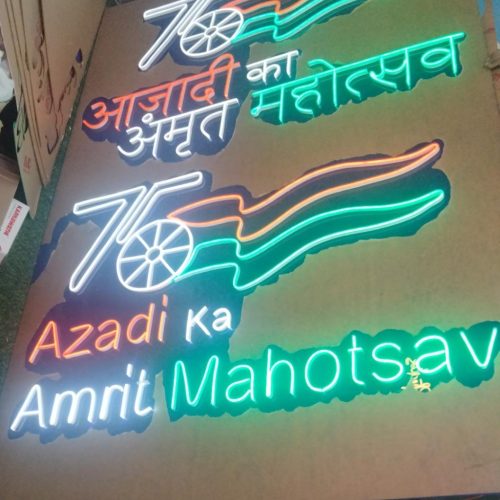 75
आज़ादी का
अमृत महोत्सव
75
Azadi Ka
Amrit Mahotsav